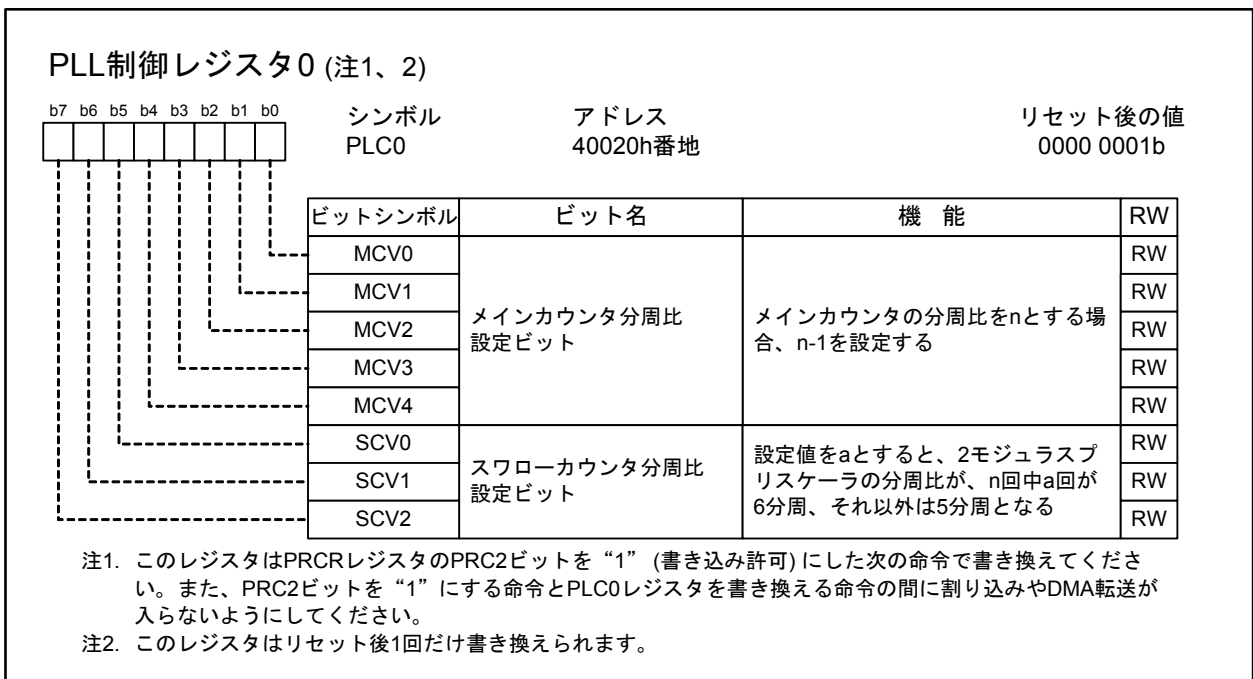 PLL制御レジスタ0 (注1、2)
b7 b6 b5 b4 b3 b2 b1 b0
シンボル アドレス リセット後の値
PLC0 40020h番地 0000 0001b
ビットシンボル ビット名 機 能 RW
MCV0 RW
MCV1 RW
メインカウンタ分周比
設定ビット
メインカウンタの分周比をnとする場
合、n-1を設定する
MCV2 RW
MCV3 RW
MCV4 RW
SCV0 RW
スワローカウンタ分周比
設定ビット
設定値をaとすると、2モジュラスプ
リスケーラの分周比が、n回中a回が
6分周、それ以外は5分周となる
SCV1 RW
SCV2 RW
注1. このレジスタはPRCRレジスタのPRC2ビットを“1” (書き込み許可) にした次の命令で書き換えてくださ
い。また、PRC2ビットを“1”にする命令とPLC0レジスタを書き換える命令の間に割り込みやDMA転送が
入らないようにしてください。
注2. このレジスタはリセット後1回だけ書き換えられます。